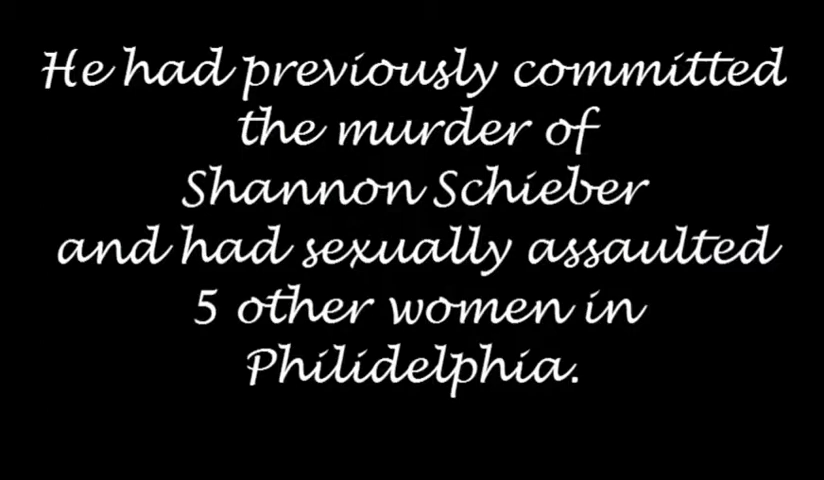 He had previously committed
the murder of
Shannon Schieber
and had sexually assaulted
5 other women in
Philidelphia.